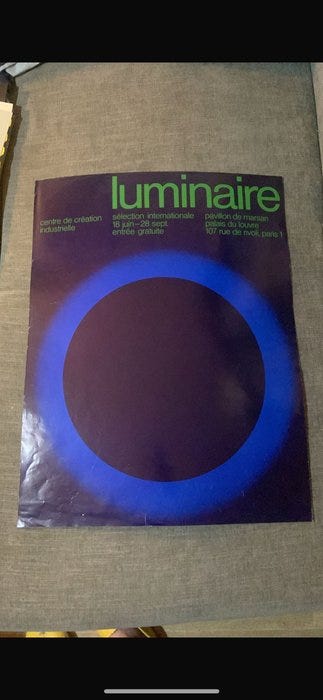 luminaire
centre de création
industrielle
sélection internationale
18 juin–28 sept.
entrée gratuite
pavillon de marsan
palais du louvre
107 rue de rivoli, paris 1